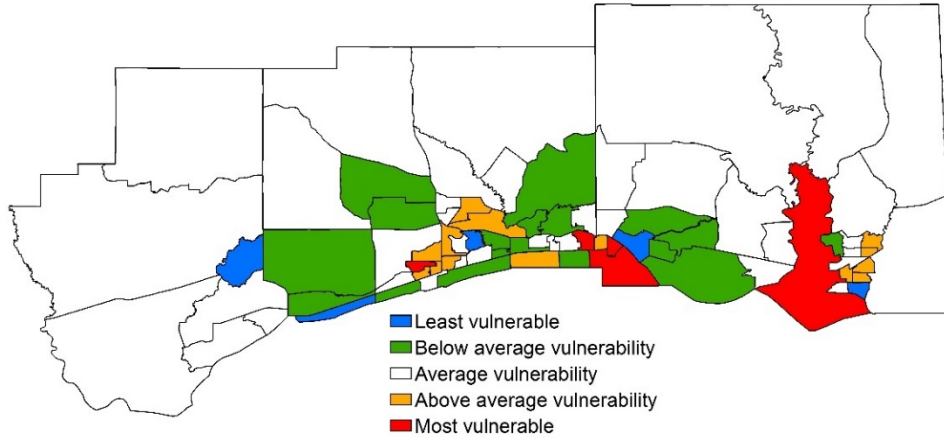 Least vulnerable
Below average vulnerability
Average vulnerability
Above average vulnerability
Most vulnerable